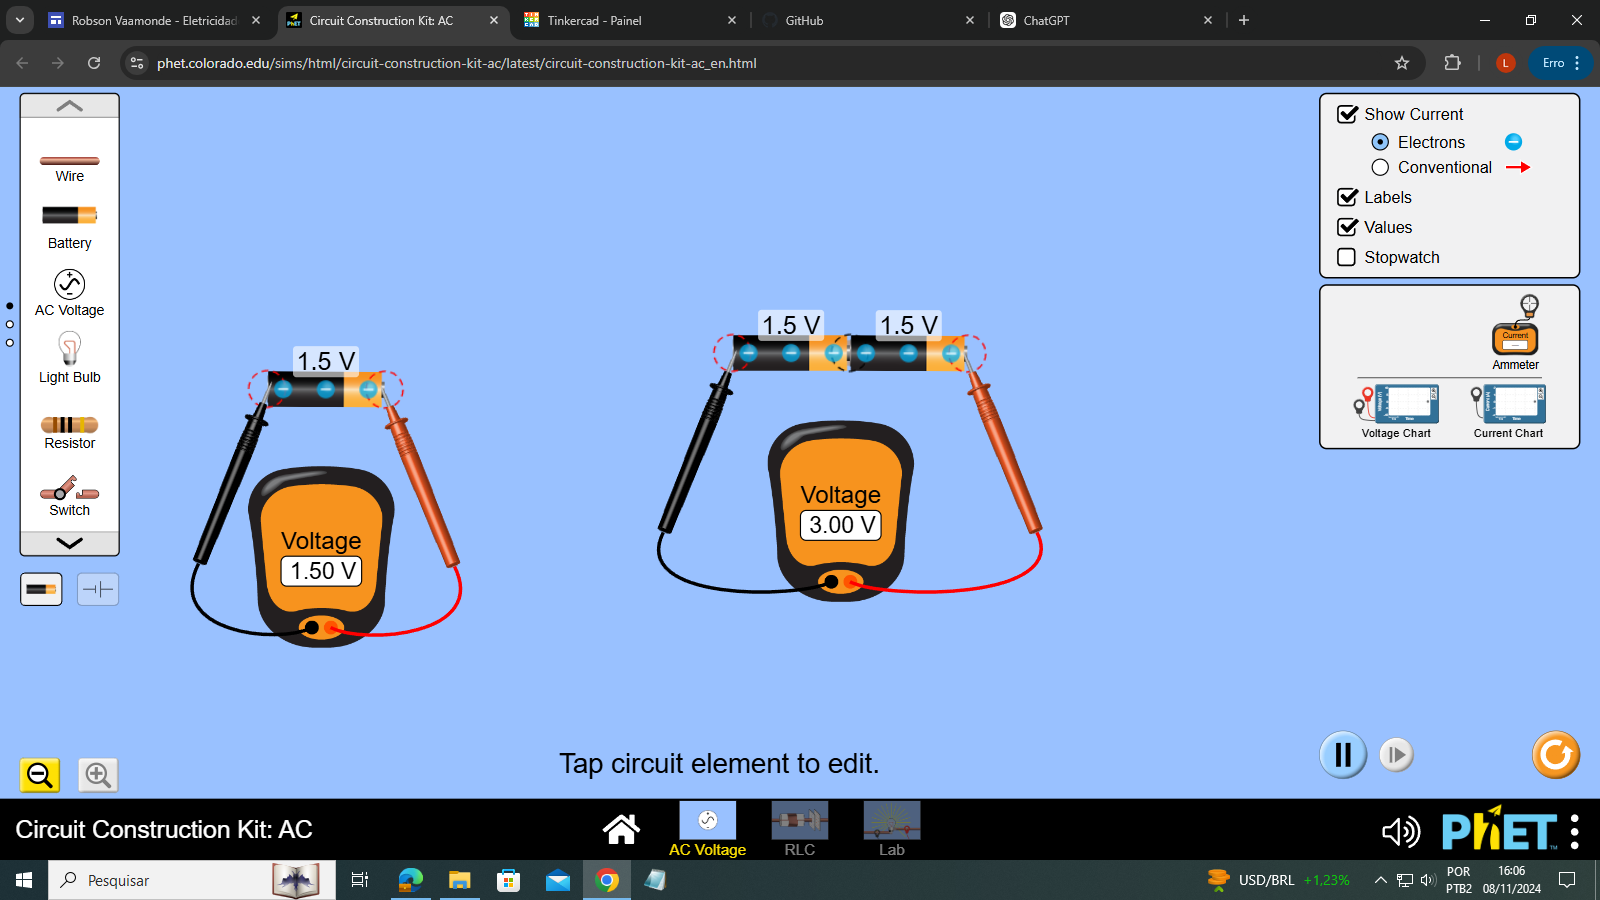 Robson Vaamonde - Eletricidad
Circuit Construction Kit: AC
Tinkercad - Painel
GitHub
ChatGPT
phet.colorado.edu/sims/html/circuit-construction-kit-ac/latest/circuit-construction-kit-ac_en.html
L
Erro
Wire
Battery
AC Voltage
Light Bulb
Resistor
Switch
1.5 V
Voltage
1.50 V
1.5 V
1.5 V
Voltage
3.00 V
Show Current
Electrons
Conventional
Labels
Values
Stopwatch
Current
Ammeter
Voltage Chart
Current Chart
Tap circuit element to edit.
Circuit Construction Kit: AC
AC Voltage
RLC
Lab
PhET
Pesquisar
USD/BRL +1,23%
POR
PTB2
16:06
08/11/2024